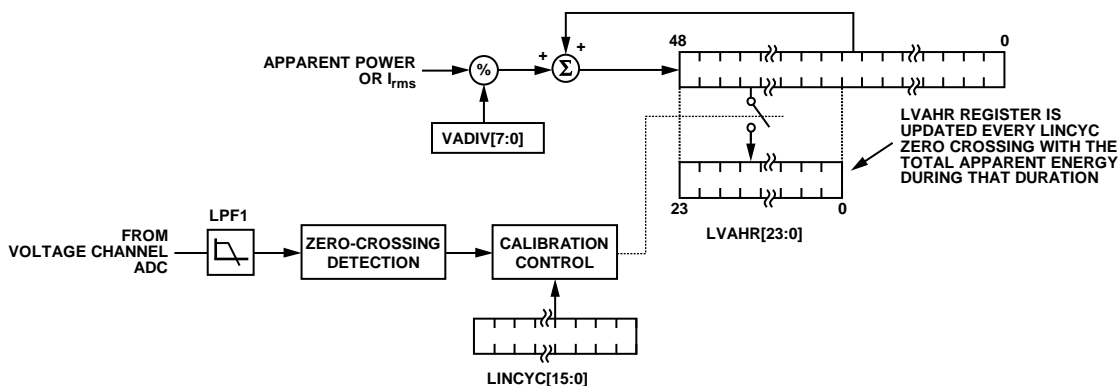 48
0
+
+
APPARENT POWER
OR Irms
%
Σ
VADIV[7:0]
LVAHR REGISTER IS
UPDATED EVERY LINCYC
ZERO CROSSING WITH THE
TOTAL APPARENT ENERGY
DURING THAT DURATION
23
0
LVAHR[23:0]
LPF1
FROM
VOLTAGE CHANNEL
ADC
ZERO-CROSSING
DETECTION
CALIBRATION
CONTROL
LINCYC[15:0]